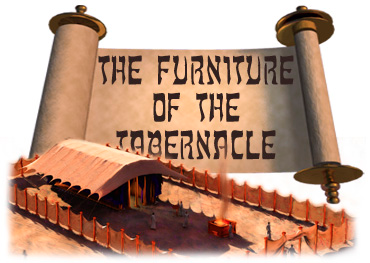 THE FURNITURE
OF THE
TABERNACLE